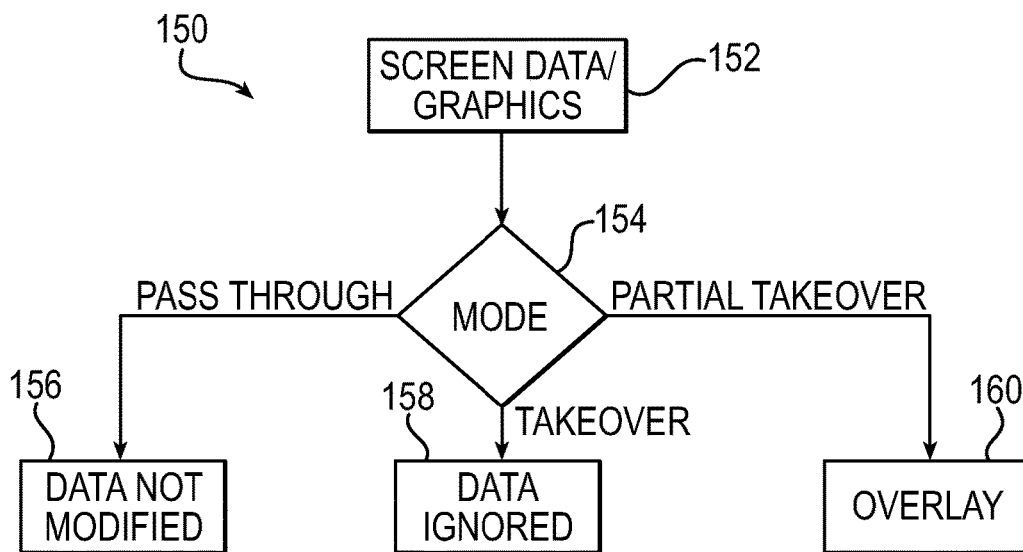 150
SCREEN DATA/
GRAPHICS
152
154
PASS THROUGH
MODE
PARTIAL TAKEOVER
156
158
TAKEOVER
160
DATA NOT
MODIFIED
DATA
IGNORED
OVERLAY